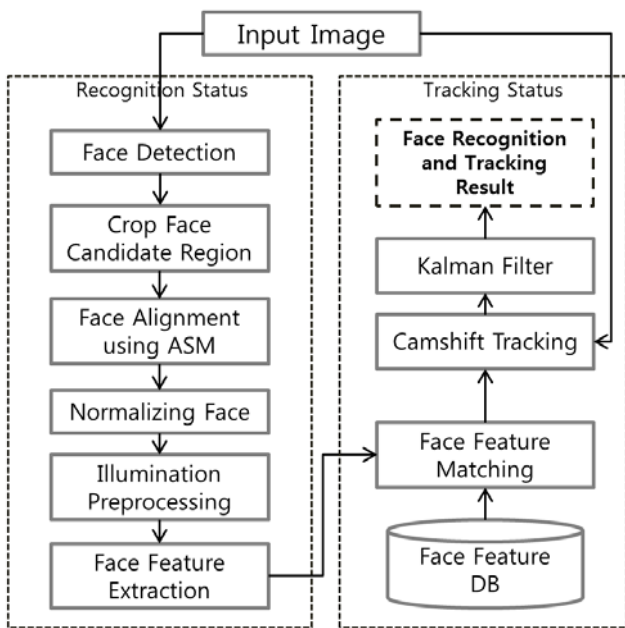 Input Image
Recognition Status
Face Detection
Crop Face
Candidate Region
Face Alignment
using ASM
Normalizing Face
Illumination
Preprocessing
Face Feature
Extraction
Tracking Status
Face Recognition
and Tracking
Result
Kalman Filter
Camshift Tracking
Face Feature
Matching
Face Feature
DB